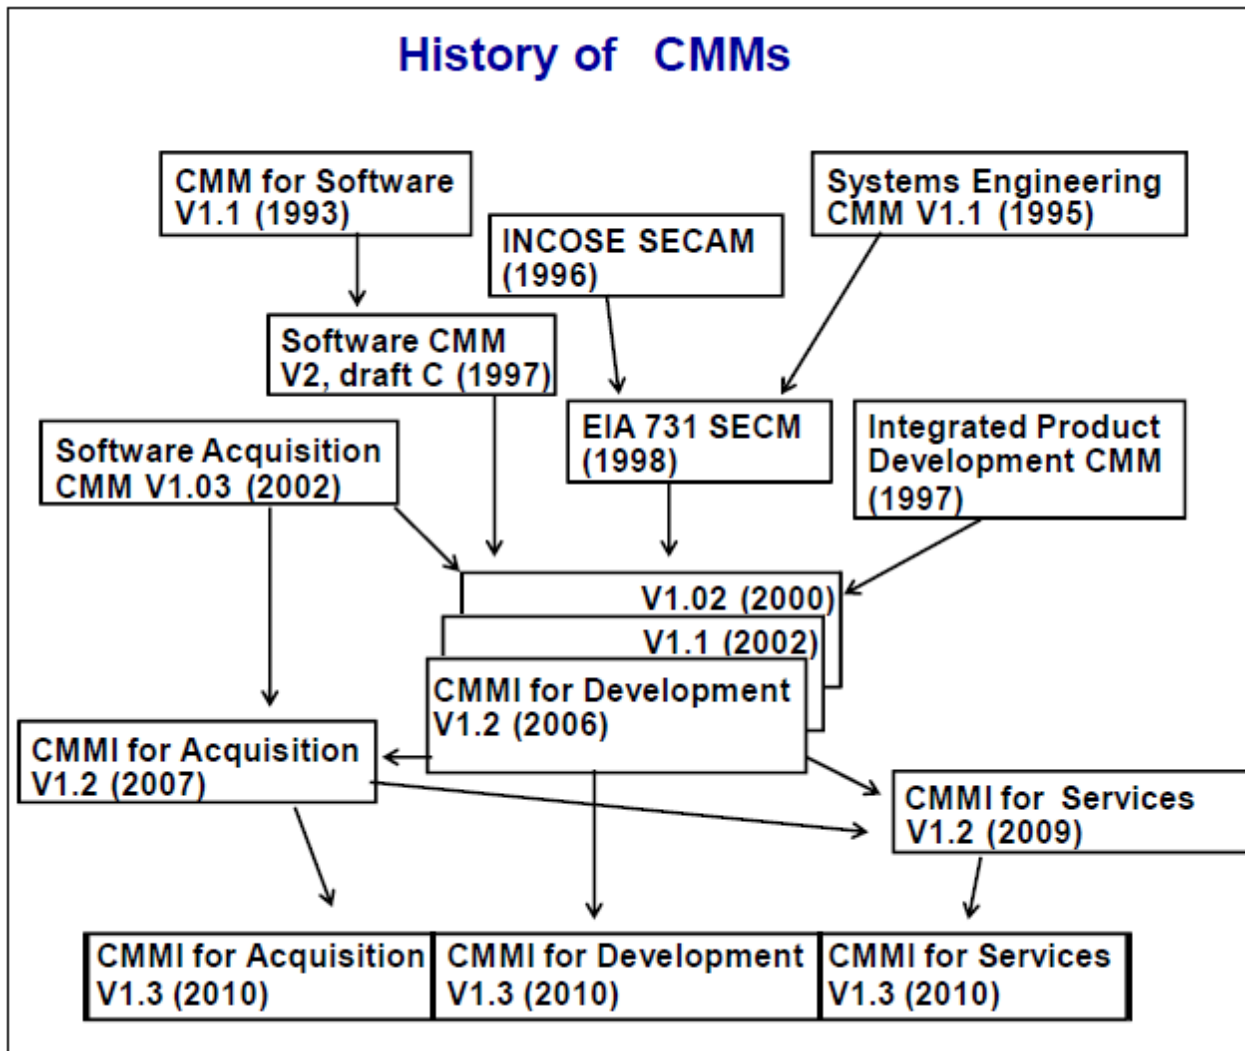 History of CMMs
CMM for Software
V1.1 (1993)
Systems Engineering
CMM V1.1 (1995)
INCOSE SECAM
(1996)
Software CMM
V2, draft C (1997)
EIA 731 SECM
(1998)
Integrated Product
Development CMM
(1997)
Software Acquisition
CMM V1.03 (2002)
V1.02 (2000)
V1.1 (2002)
CMMI for Development
V1.2 (2006)
CMMI for Acquisition
V1.2 (2007)
CMMI for Services
V1.2 (2009)
CMMI for Acquisition
V1.3 (2010)
CMMI for Development
V1.3 (2010)
CMMI for Services
V1.3 (2010)